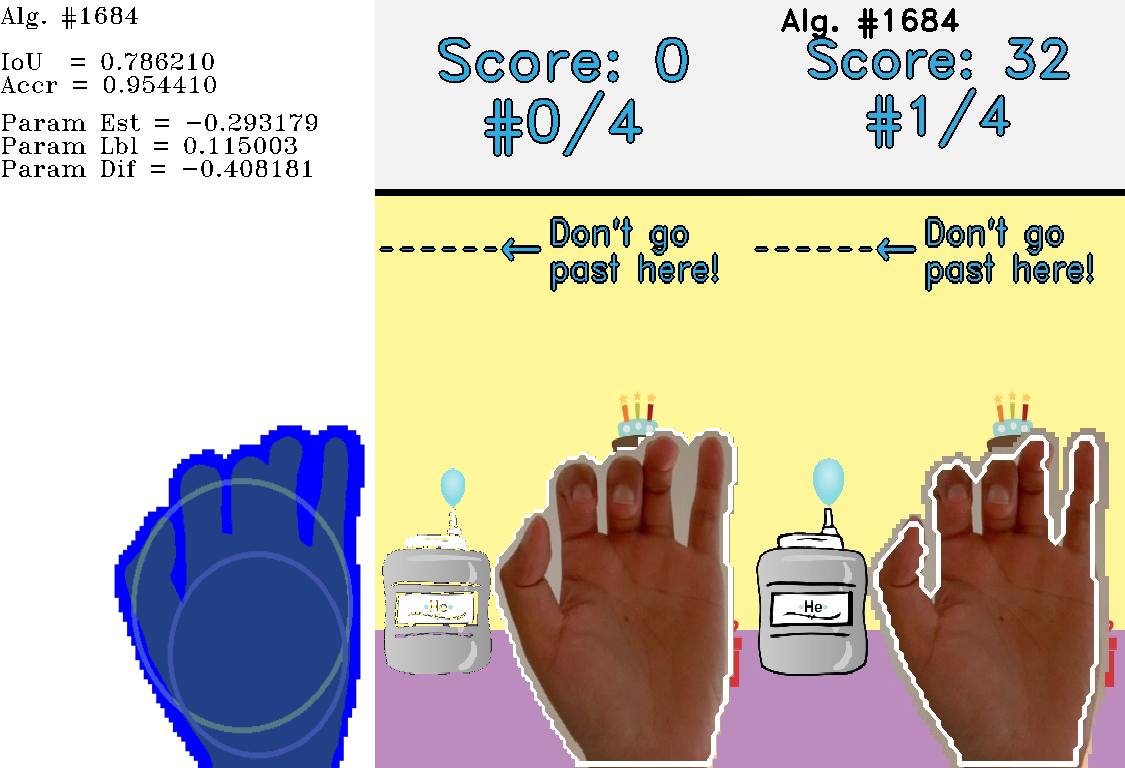 Alg. #1684
IoU = 0.786210
Accr = 0.954410
Param Est = −0.293179
Param Lbl = 0.115003
Param Dif = −0.408181
Score: 0
#0/4
Don't go
past here!
He
Alg. #1684
Score: 32
#1/4
Don't go
past here!
He